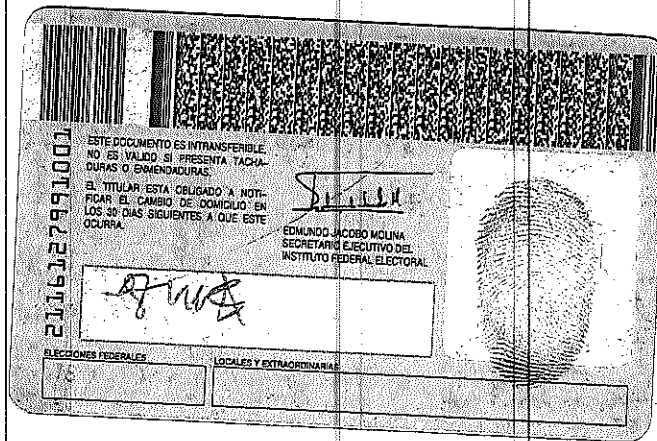 2116127991001
ESTE DOCUMENTO ES INTRANSFERIBLE,
NO ES VALIDO SI PRESENTA TACHA-
DURAS O ENMENDADURAS.
EL TITULAR ESTA OBLIGADO A NOTI-
FICAR EL CAMBIO DE DOMICILIO EN
LOS 30 DIAS SIGUIENTES A QUE ESTE
OCURRA.
EDMUNDO JACOBO MOLINA
SECRETARIO EJECUTIVO DEL
INSTITUTO FEDERAL ELECTORAL
ELECCIONES FEDERALES
LOCALES Y EXTRAORDINARIAS